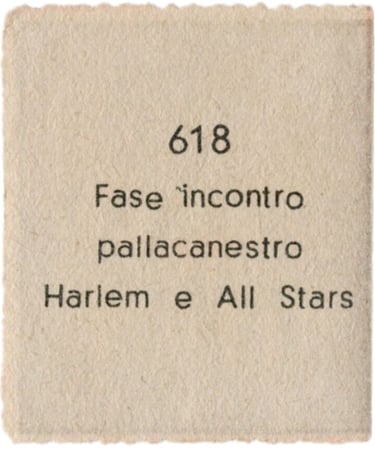 618
Fase incontro
pallacanestro
Harlem e All Stars